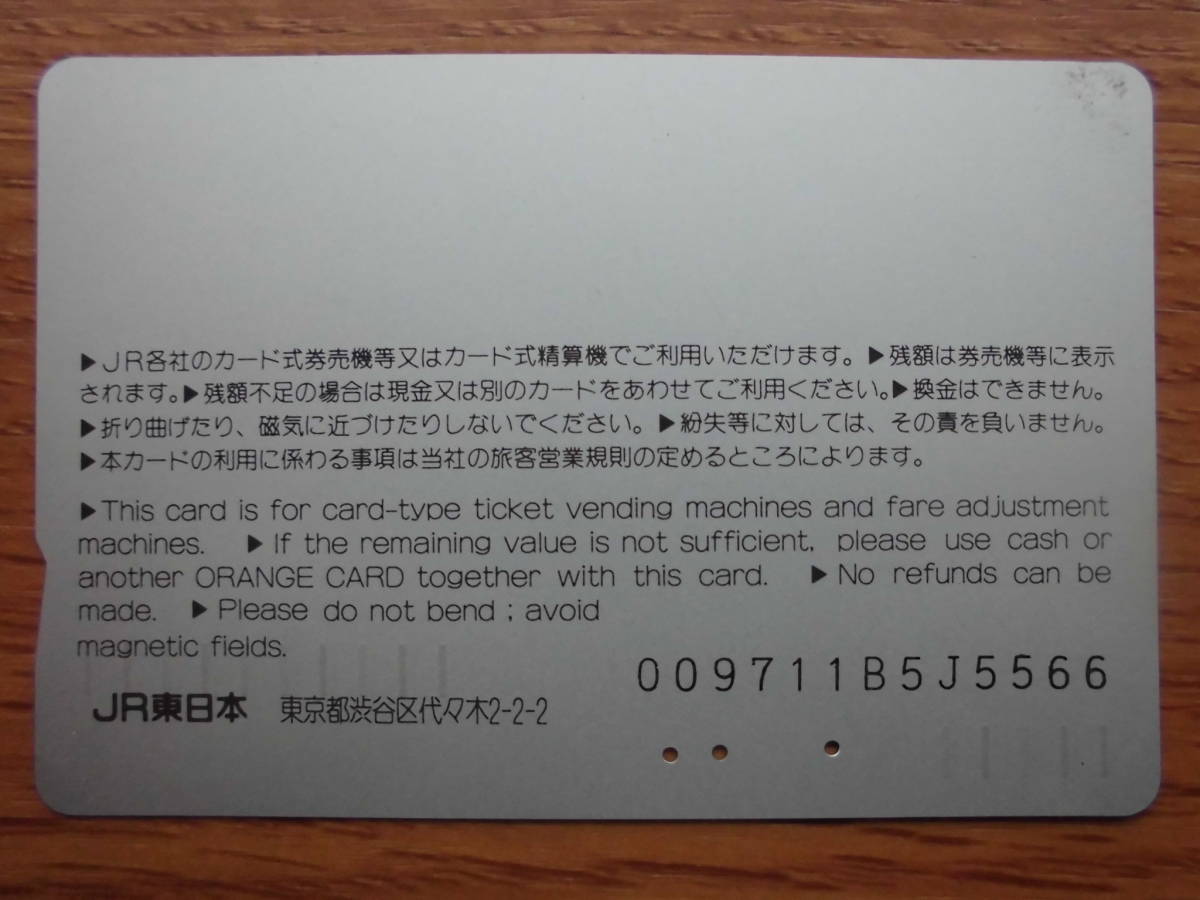 ▶JR各社のカード式券売機等又はカード式精算機でご利用いただけます。▶残額は券売機等に表示
されます。▶残額不足の場合は現金又は別のカードをあわせてご利用ください。▶換金はできません。
▶折り曲げたり、磁気に近づけたりしないでください。▶紛失等に対しては、その責を負いません。
▶本カードの利用に係わる事項は当社の旅客営業規則の定めるところによります。
▶This card is for card-type ticket vending machines and fare adjustment
machines. ▶If the remaining value is not sufficient, please use cash or
another ORANGE CARD together with this card. ▶No refunds can be
made. ▶Please do not bend ; avoid
magnetic fields.
009711B5J5566
JR東日本 東京都渋谷区代々木2-2-2